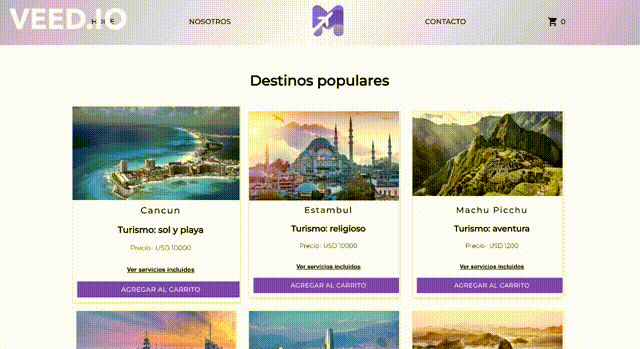 VEED.IO
HOME
NOSOTROS
CONTACTO
0
Destinos populares
Cancun
Turismo: sol y playa
Precio: USD 10000
Ver servicios incluidos
AGREGAR AL CARRITO
Estambul
Turismo: religioso
Precio: USD 10000
Ver servicios incluidos
AGREGAR AL CARRITO
Machu Picchu
Turismo: aventura
Precio: USD 1200
Ver servicios incluidos
AGREGAR AL CARRITO